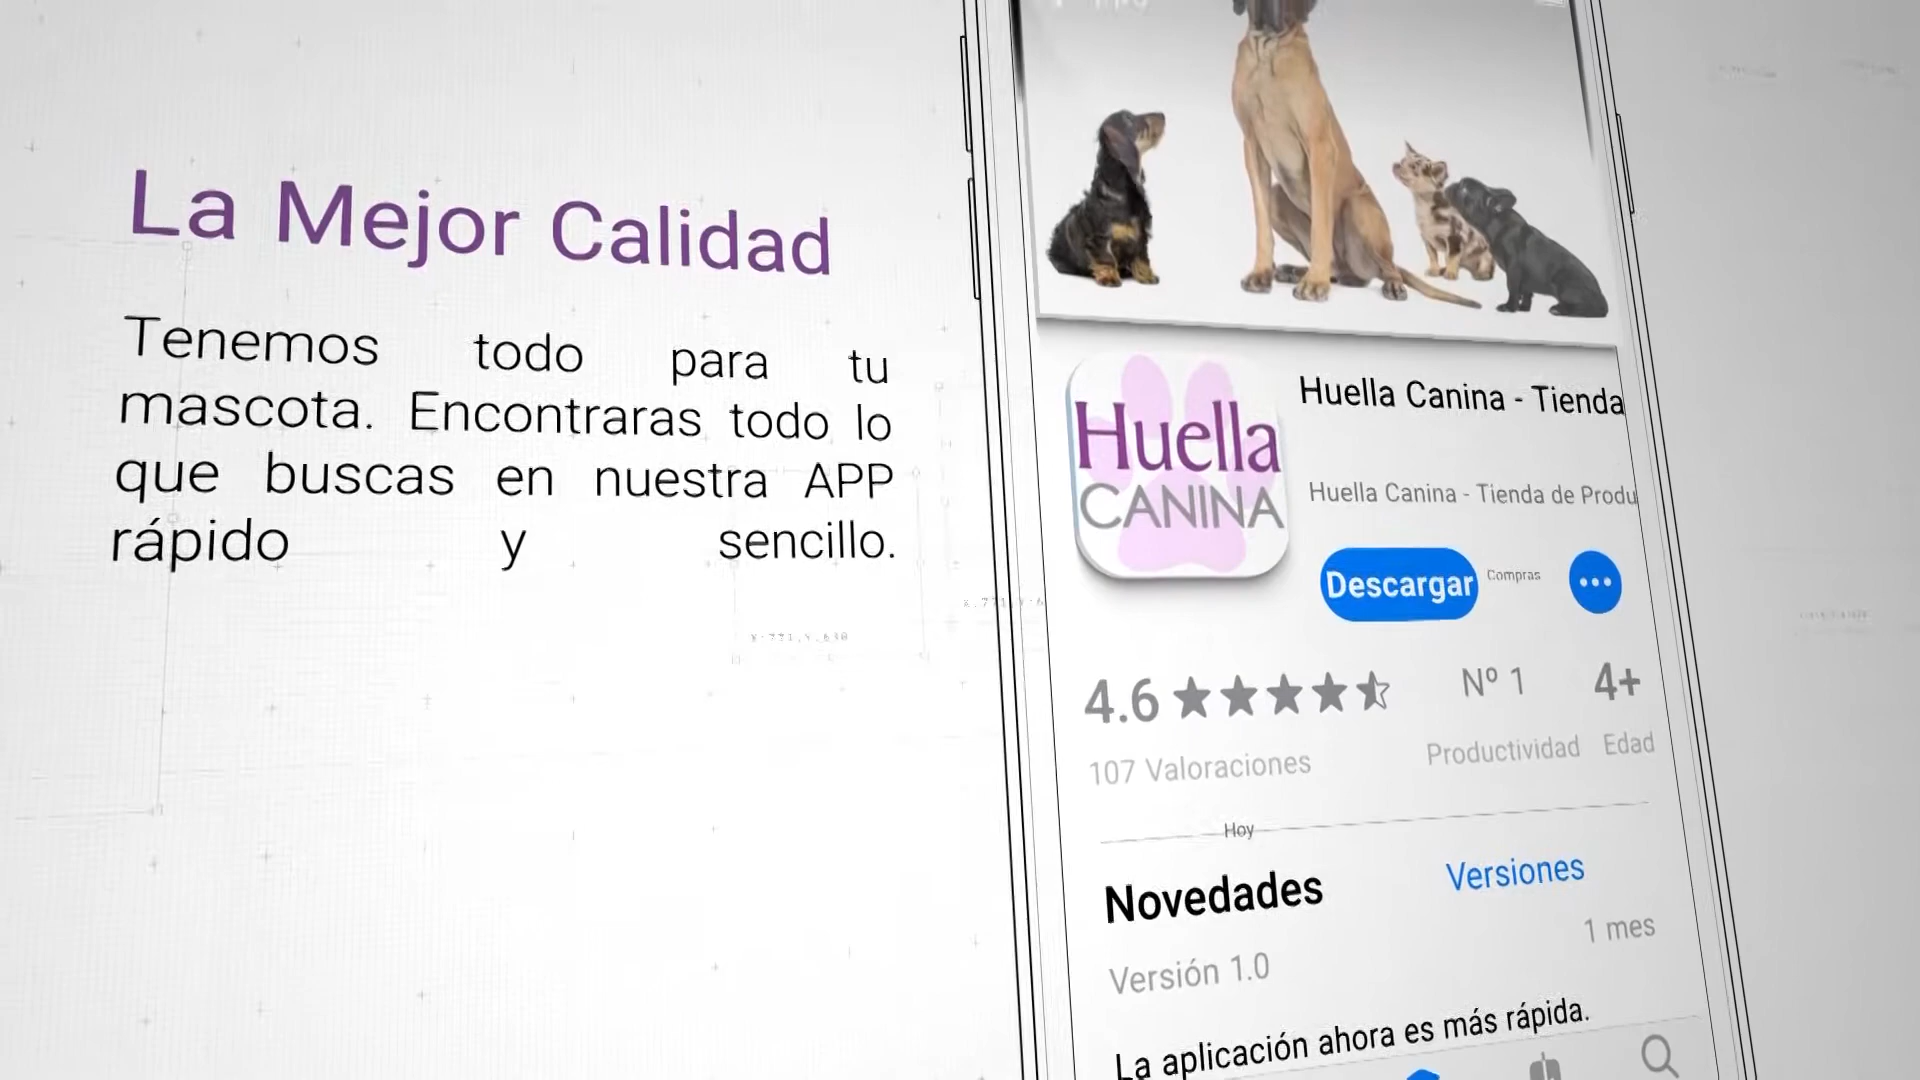 La Mejor Calidad
Tenemos todo para tu
mascota. Encontraras todo lo
que buscas en nuestra APP
rápido y sencillo.
X:771,Y:630
Huella
CANINA
Huella Canina - Tienda
Huella Canina - Tienda de Produ
Descargar
Compras
4.6
Nº 1
4+
107 Valoraciones
Productividad
Edad
Hoy
Novedades
Versiones
1 mes
Versión 1.0
La aplicación ahora es más rápida.